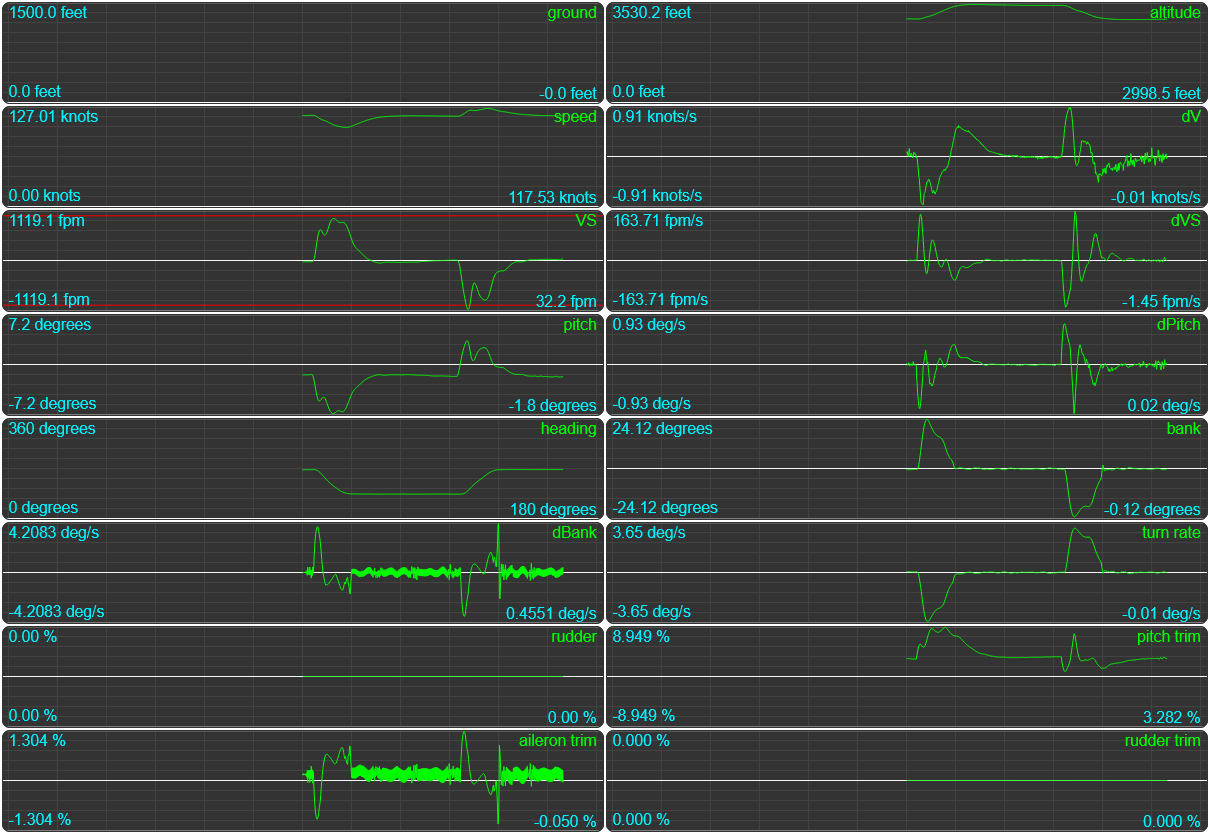 1500.0 feet ground
0.0 feet -0.0 feet
3530.2 feet altitude
0.0 feet 2998.5 feet
127.01 knots speed
0.00 knots 117.53 knots
0.91 knots/s dV
-0.91 knots/s -0.01 knots/s
1119.1 fpm VS
-1119.1 fpm 32.2 fpm
163.71 fpm/s dVS
-163.71 fpm/s -1.45 fpm/s
7.2 degrees pitch
-7.2 degrees -1.8 degrees
0.93 deg/s dPitch
-0.93 deg/s 0.02 deg/s
360 degrees heading
0 degrees 180 degrees
24.12 degrees bank
-24.12 degrees -0.12 degrees
4.2083 deg/s dBank
-4.2083 deg/s 0.4551 deg/s
3.65 deg/s turn rate
-3.65 deg/s -0.01 deg/s
0.00 % rudder
0.00 % 0.00 %
8.949 % pitch trim
-8.949 % 3.282 %
1.304 % aileron trim
-1.304 % -0.050 %
0.000 % rudder trim
0.000 % 0.000 %